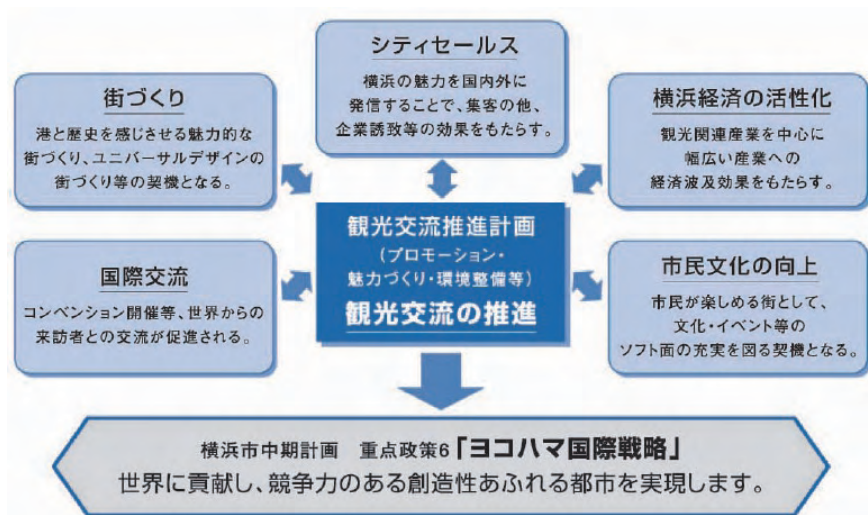 シティセールス
横浜の魅力を国内外に
発信することで、集客の他、
企業誘致等の効果をもたらす。
街づくり
港と歴史を感じさせる魅力的な
街づくり、ユニバーサルデザインの
街づくり等の契機となる。
横浜経済の活性化
観光関連産業を中心に
幅広い産業への
経済波及効果をもたらす。
観光交流推進計画
(プロモーション・
魅力づくり・環境整備等)
観光交流の推進
国際交流
コンベンション開催等、世界からの
来訪者との交流が促進される。
市民文化の向上
市民が楽しめる街として、
文化・イベント等の
ソフト面の充実を図る契機となる。
横浜市中期計画 重点政策6「ヨコハマ国際戦略」
世界に貢献し、競争力のある創造性あふれる都市を実現します。